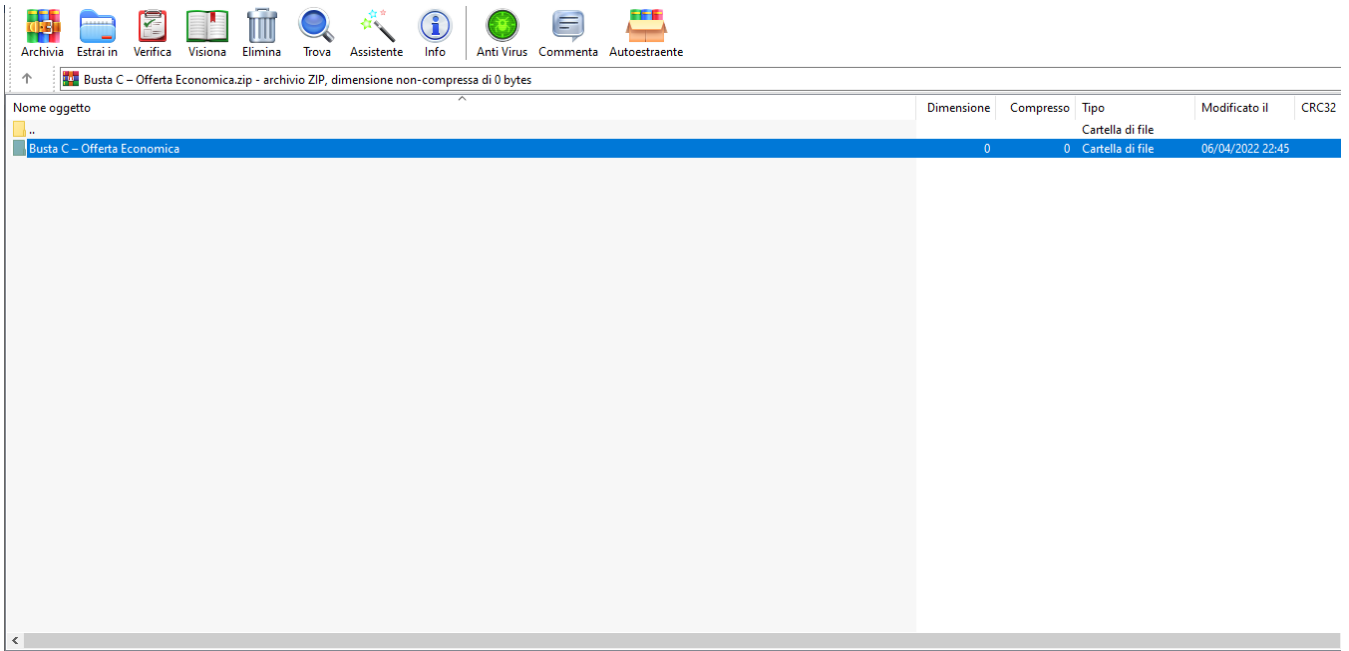 Archivia Estrai in Verifica Visiona Elimina Trova Assistente Info Anti Virus Commenta Autoestraente
Busta C – Offerta Economica.zip - archivio ZIP, dimensione non-compressa di 0 bytes
Nome oggetto Dimensione Compresso Tipo Modificato il CRC32
.. Cartella di file
Busta C – Offerta Economica 0 0 Cartella di file 06/04/2022 22:45